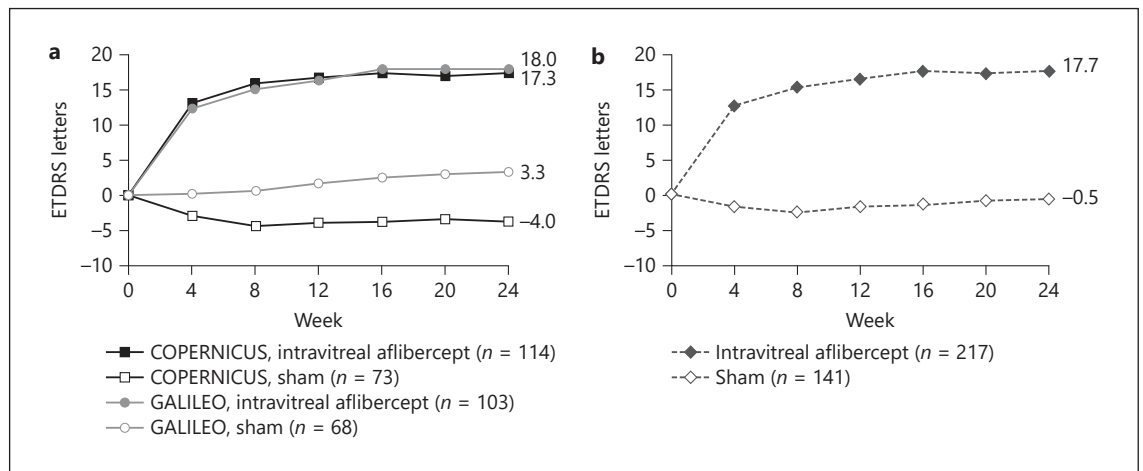 a
20
15
10
5
0
–5
–10
ETDRS letters
0 4 8 12 16 20 24
Week
18.0
17.3
3.3
–4.0
COPERNICUS, intravitreal aflibercept (n = 114)
COPERNICUS, sham (n = 73)
GALILEO, intravitreal aflibercept (n = 103)
GALILEO, sham (n = 68)
b
20
15
10
5
0
–5
–10
ETDRS letters
0 4 8 12 16 20 24
Week
17.7
–0.5
Intravitreal aflibercept (n = 217)
Sham (n = 141)